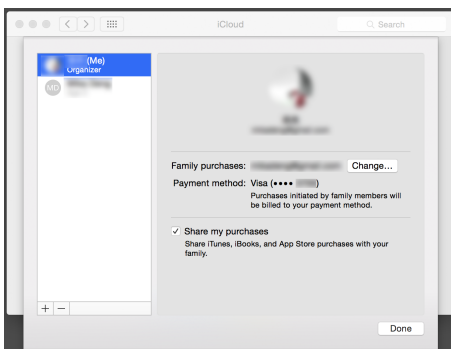 iCloud
Search
(Me)
Organizer
MD
Family purchases:
Change...
Payment method: Visa (•••• )
Purchases initiated by family members will
be billed to your payment method.
Share my purchases
Share iTunes, iBooks, and App Store purchases with your
family.
Done